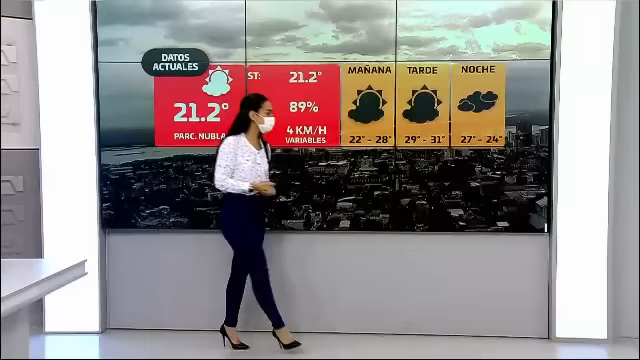 DATOS
ACTUALES
21.2°
PARC. NUBLA
ST: 21.2°
89%
4 KM/H
VARIABLES
MAÑANA
22° - 28°
TARDE
29° - 31°
NOCHE
27° - 24°